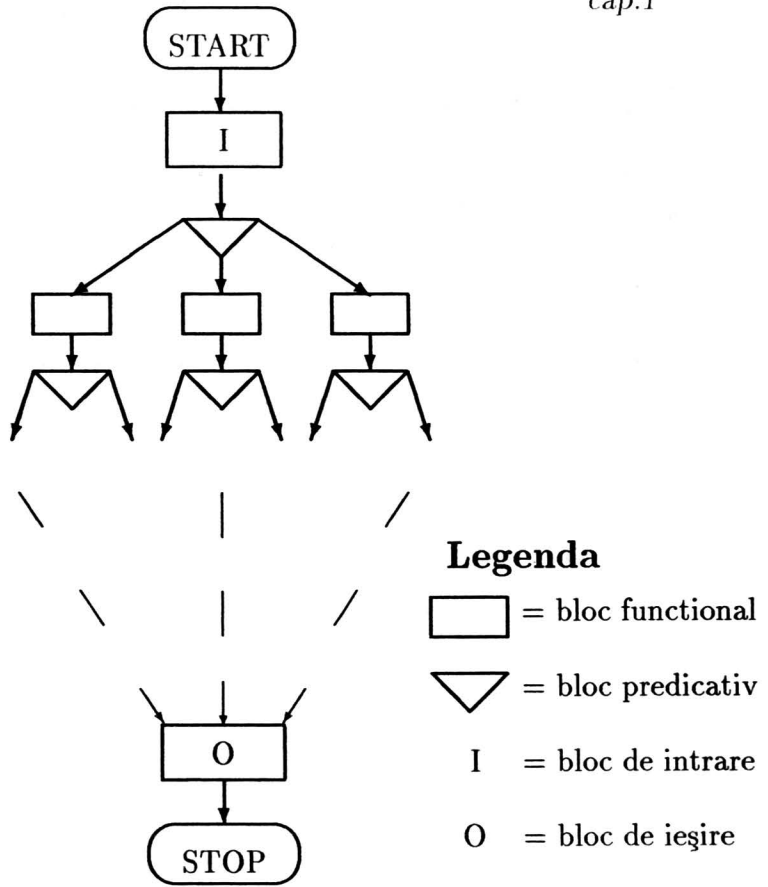 cap.1
START
I
Legenda
= bloc functional
= bloc predicativ
I = bloc de intrare
O
O = bloc de ieşire
STOP